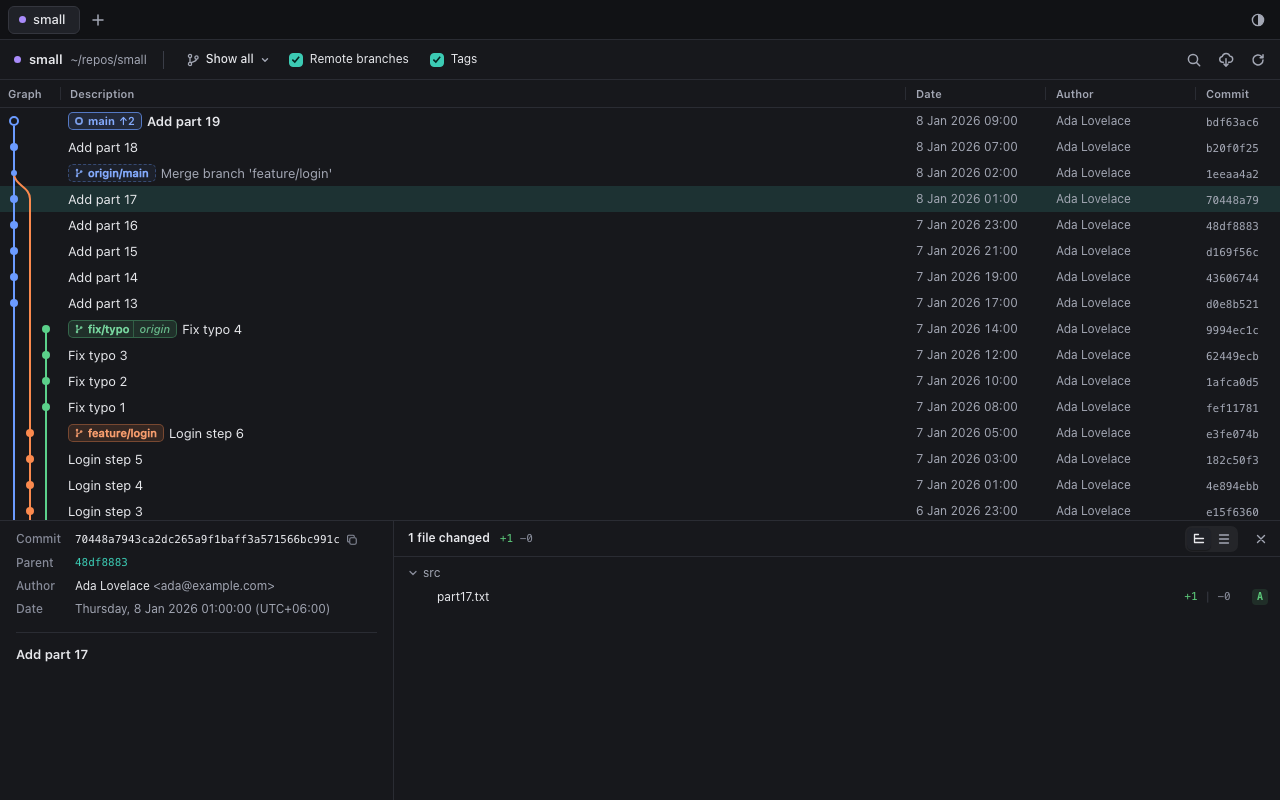 small
small ~/repos/small Show all Remote branches Tags
Graph Description Date Author Commit
main ↑2 Add part 19 8 Jan 2026 09:00 Ada Lovelace bdf63ac6
Add part 18 8 Jan 2026 07:00 Ada Lovelace b20f0f25
origin/main Merge branch 'feature/login' 8 Jan 2026 02:00 Ada Lovelace 1eeaa4a2
Add part 17 8 Jan 2026 01:00 Ada Lovelace 70448a79
Add part 16 7 Jan 2026 23:00 Ada Lovelace 48df8883
Add part 15 7 Jan 2026 21:00 Ada Lovelace d169f56c
Add part 14 7 Jan 2026 19:00 Ada Lovelace 43606744
Add part 13 7 Jan 2026 17:00 Ada Lovelace d0e8b521
fix/typo origin Fix typo 4 7 Jan 2026 14:00 Ada Lovelace 9994ec1c
Fix typo 3 7 Jan 2026 12:00 Ada Lovelace 62449ecb
Fix typo 2 7 Jan 2026 10:00 Ada Lovelace 1afca0d5
Fix typo 1 7 Jan 2026 08:00 Ada Lovelace fef11781
feature/login Login step 6 7 Jan 2026 05:00 Ada Lovelace e3fe074b
Login step 5 7 Jan 2026 03:00 Ada Lovelace 182c50f3
Login step 4 7 Jan 2026 01:00 Ada Lovelace 4e894ebb
Login step 3 6 Jan 2026 23:00 Ada Lovelace e15f6360
Commit 70448a7943ca2dc265a9f1baff3a571566bc991c
Parent 48df8883
Author Ada Lovelace <ada@example.com>
Date Thursday, 8 Jan 2026 01:00:00 (UTC+06:00)
Add part 17
1 file changed +1 −0
src
part17.txt +1 | −0 A